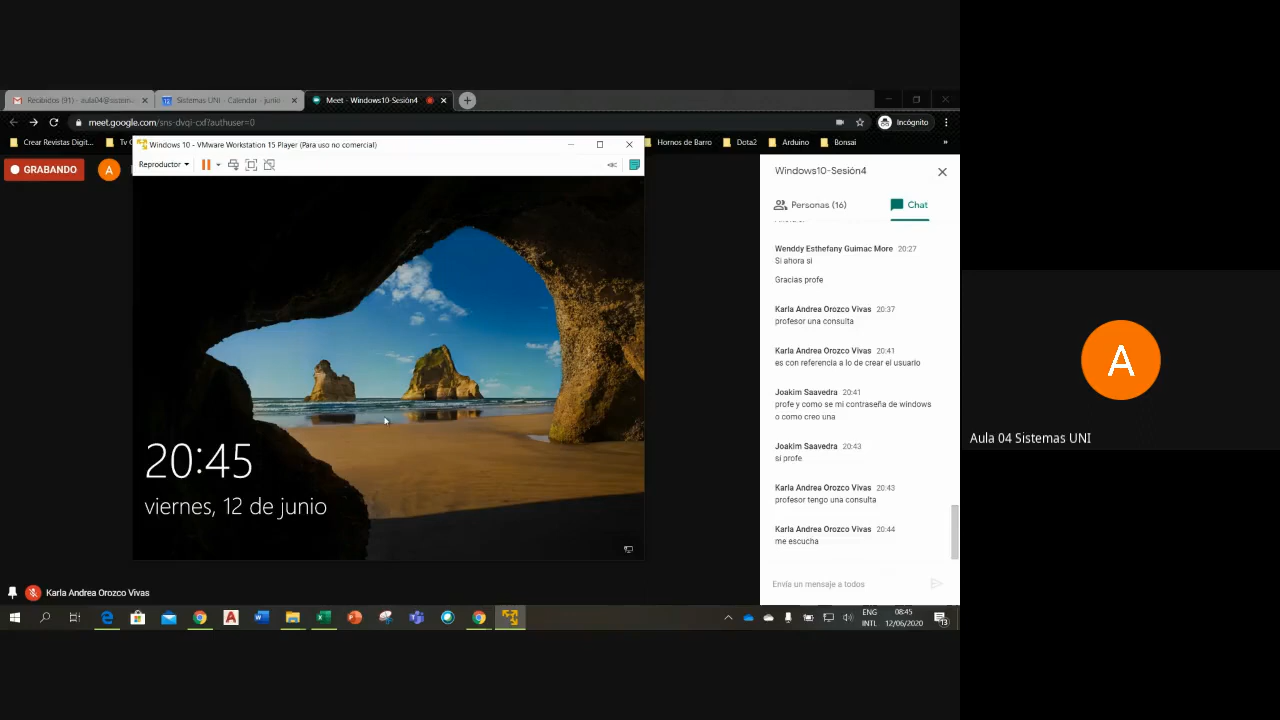 Recibidos (91) - aula04@sistem
Sistemas UNI - Calendar - junio
Meet - Windows10-Sesión4
meet.google.com/sns-dvqi-cxd?authuser=0
Incógnito
Crear Revistas Digit...
Tv C
Hornos de Barro
Dota2
Arduino
Bonsai
»
GRABANDO
A
Windows 10 - VMware Workstation 15 Player (Para uso no comercial)
Reproductor
20:45
viernes, 12 de junio
Windows10-Sesión4
Personas (16)
Chat
Wenddy Esthefany Guimac More 20:27
Si ahora si
Gracias profe
Karla Andrea Orozco Vivas 20:37
profesor una consulta
Karla Andrea Orozco Vivas 20:41
es con referencia a lo de crear el usuario
Joakim Saavedra 20:41
profe y como se mi contraseña de windows
o como creo una
Joakim Saavedra 20:43
si profe
Karla Andrea Orozco Vivas 20:43
profesor tengo una consulta
Karla Andrea Orozco Vivas 20:44
me escucha
Envía un mensaje a todos
Karla Andrea Orozco Vivas
ENG
INTL
08:45
12/06/2020
13
A
Aula 04 Sistemas UNI